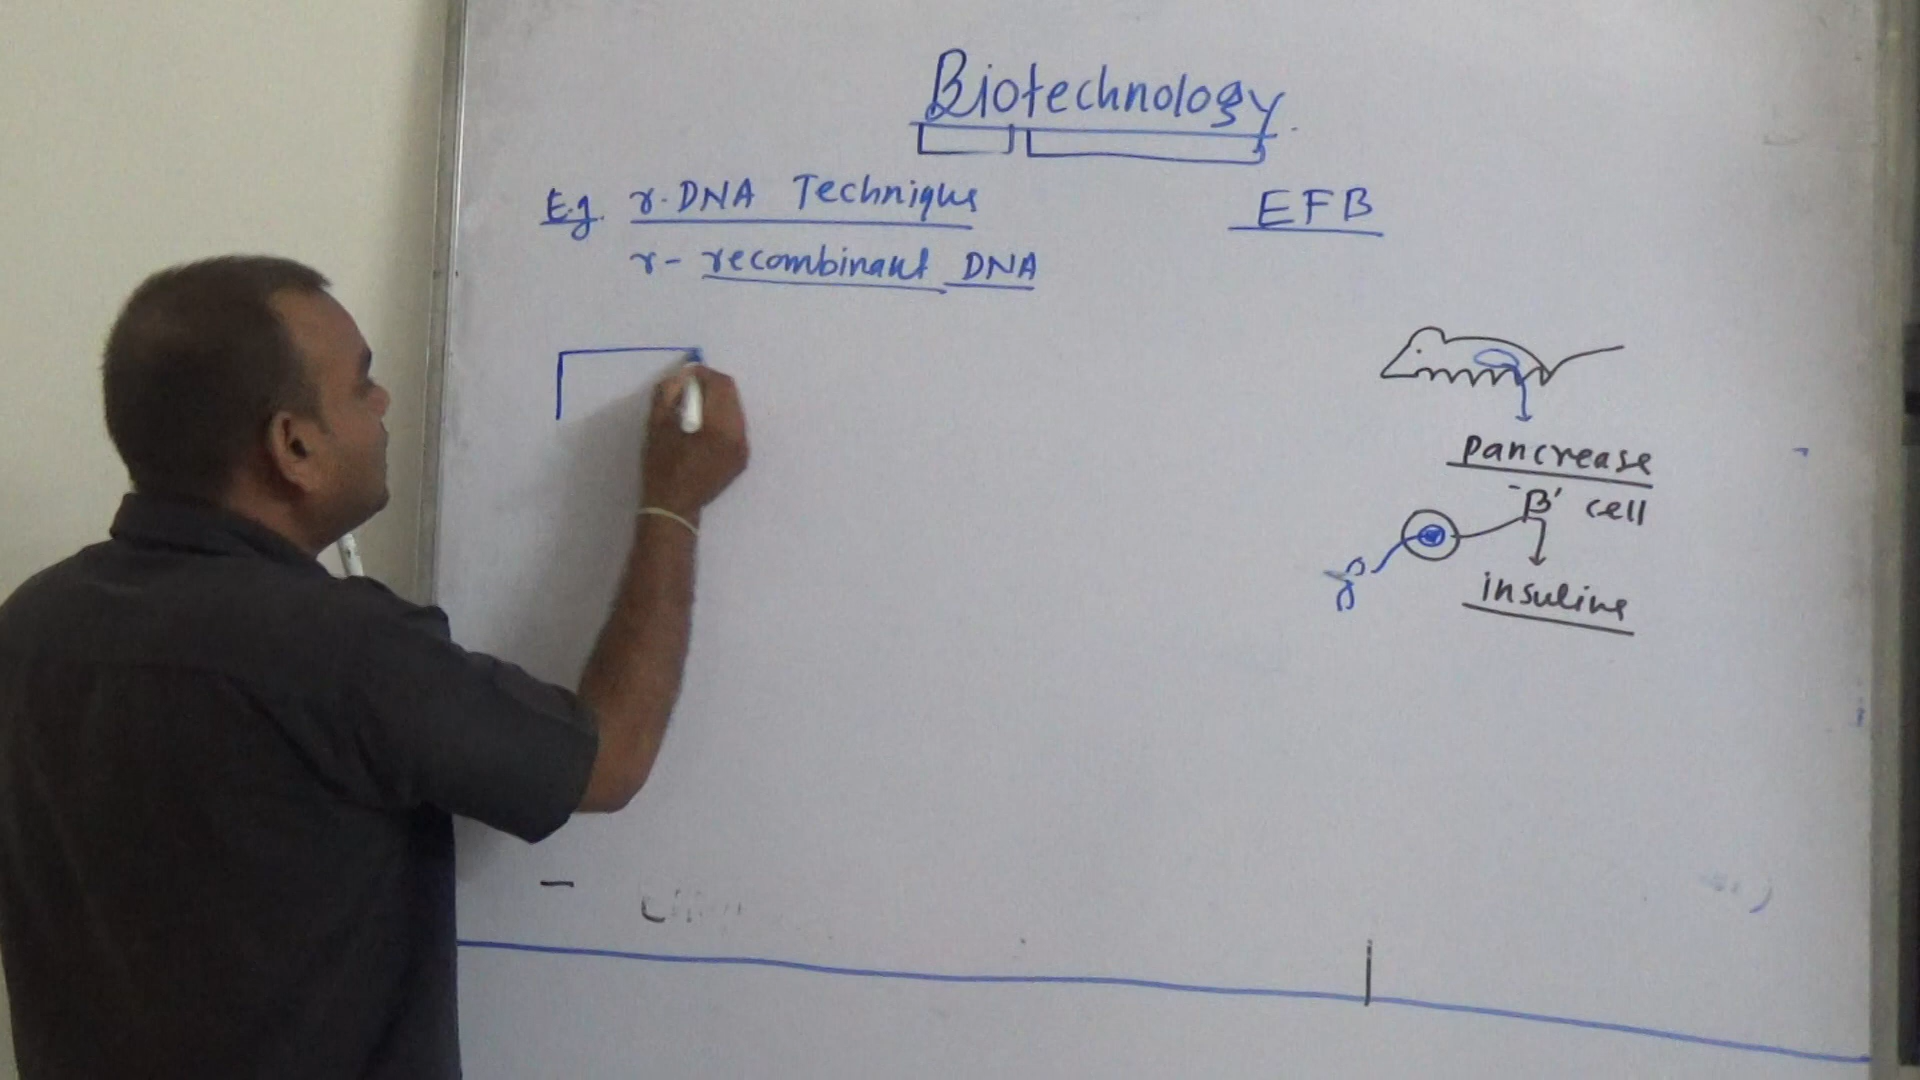 Biotechnology
E.g. r.DNA Technique
EFB
r- recombinant DNA
pancrease
'B' cell
insuline